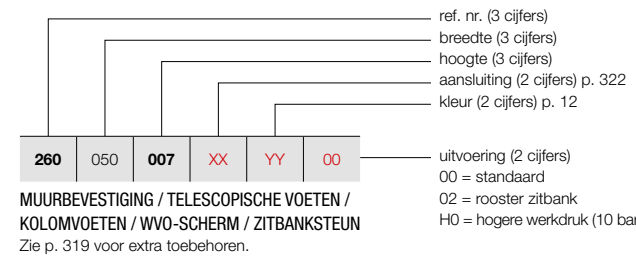 ref. nr. (3 cijfers)
breedte (3 cijfers)
hoogte (3 cijfers)
aansluiting (2 cijfers) p. 322
kleur (2 cijfers) p. 12
260 050 007 XX YY 00
uitvoering (2 cijfers)
00 = standaard
02 = rooster zitbank
H0 = hogere werkdruk (10 bar
MUURBEVESTIGING / TELESCOPISCHE VOETEN /
KOLOMVOETEN / WVO-SCHERM / ZITBANKSTEUN
Zie p. 319 voor extra toebehoren.